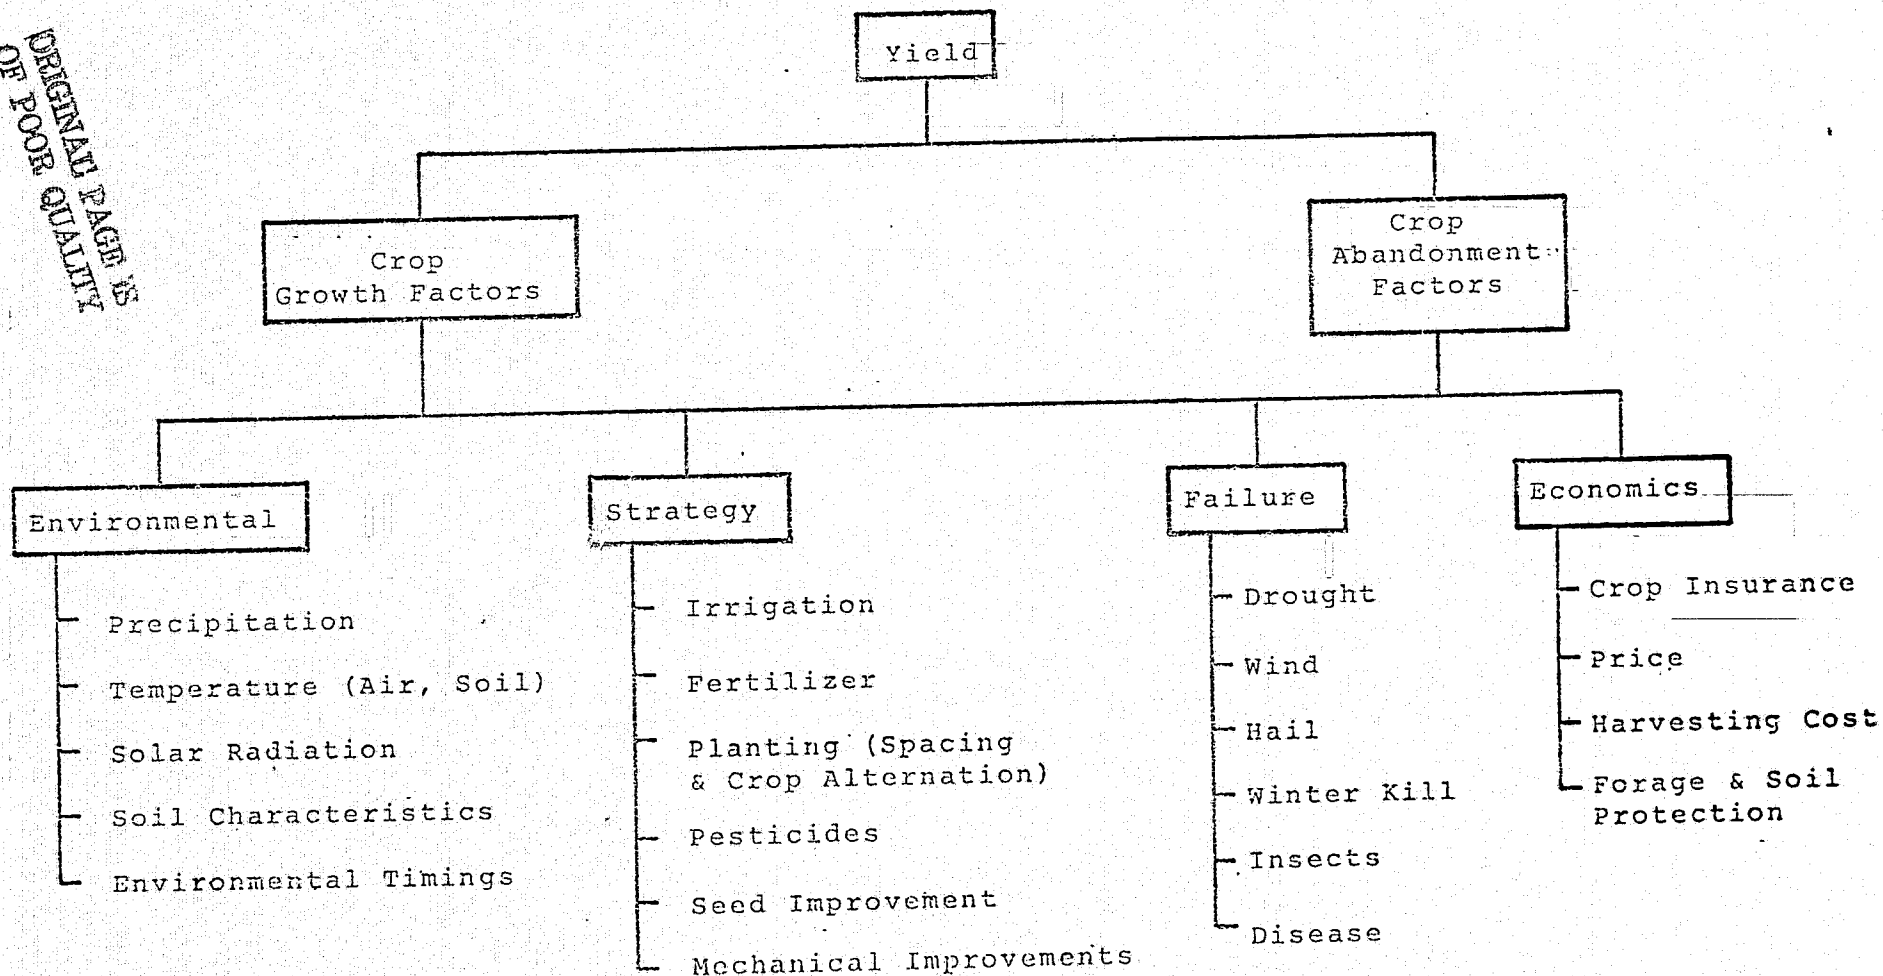 ORIGINAL PAGE IS
OF POOR QUALITY
Yield
Crop
Growth Factors
Crop
Abandonment
Factors
Environmental
Precipitation
Temperature (Air, Soil)
Solar Radiation
Soil Characteristics
Environmental Timings
Strategy
Irrigation
Fertilizer
Planting (Spacing
& Crop Alternation)
Pesticides
Seed Improvement
Mechanical Improvements
Failure
Drought
Wind
Hail
Winter Kill
Insects
Disease
Economics
Crop Insurance
Price
Harvesting Cost
Forage & Soil
Protection